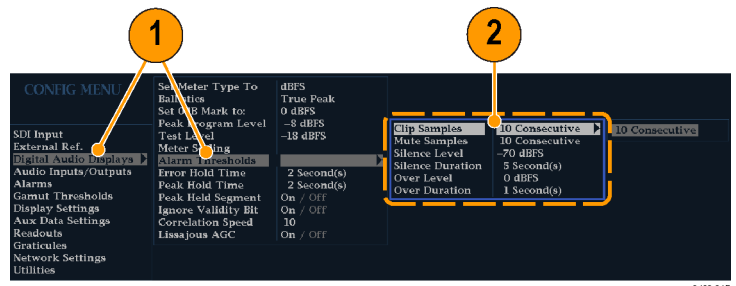 1
2
CONFIG MENU
SDI Input
External Ref.
Digital Audio Displays
Audio Inputs/Outputs
Alarms
Gamut Thresholds
Display Settings
Aux Data Settings
Readouts
Graticules
Network Settings
Utilities
Set Meter Type To dBFS
Ballistics True Peak
Set 0dB Mark to: 0 dBFS
Peak Program Level -8 dBFS
Test Level -18 dBFS
Meter Scaling
Alarm Thresholds
Error Hold Time 2 Second(s)
Peak Hold Time 2 Second(s)
Peak Held Segment On / Off
Ignore Validity Bit On / Off
Correlation Speed 10
Lissajous AGC On / Off
Clip Samples 10 Consecutive 10 Consecutive
Mute Samples 10 Consecutive
Silence Level -70 dBFS
Silence Duration 5 Second(s)
Over Level 0 dBFS
Over Duration 1 Second(s)